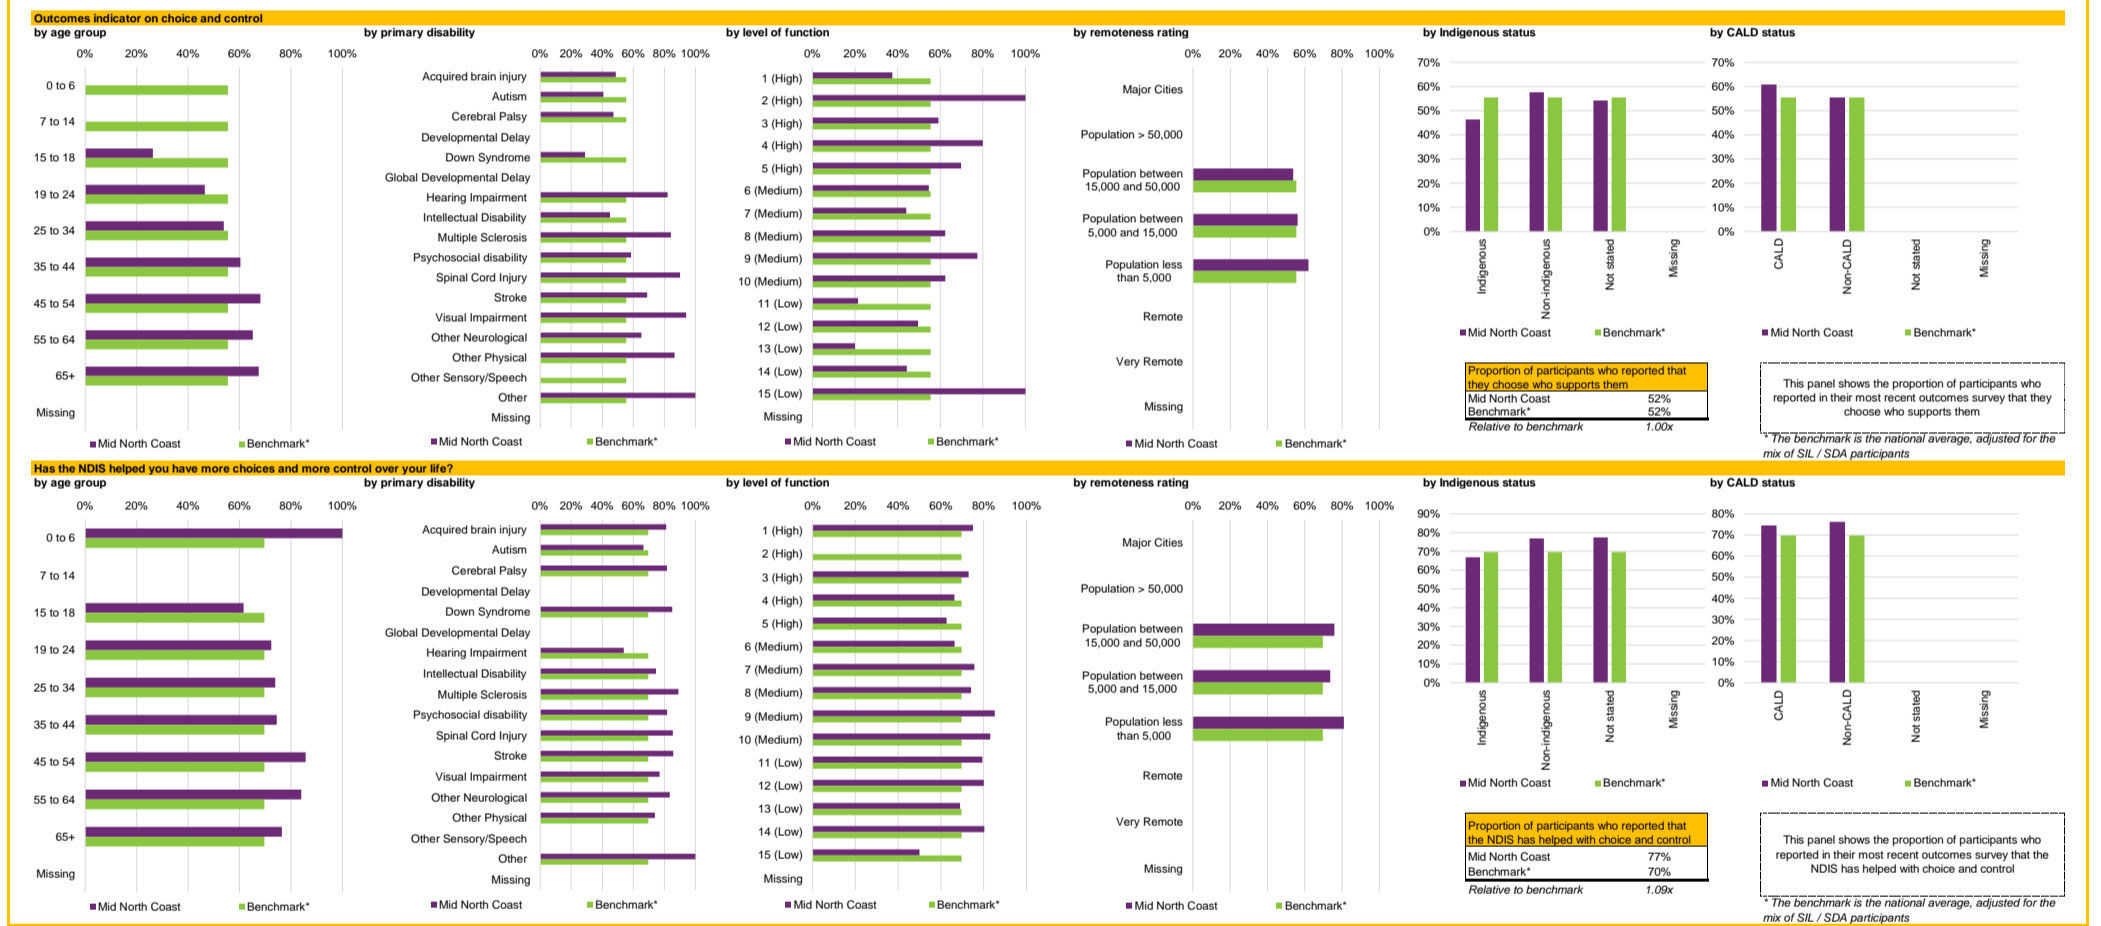 Outcomes indicator on choice and control
by age group
0% 20% 40% 60% 80% 100%
0 to 6
7 to 14
15 to 18
19 to 24
25 to 34
35 to 44
45 to 54
55 to 64
65+
Missing
Mid North Coast Benchmark*
by primary disability
0% 20% 40% 60% 80% 100%
Acquired brain injury
Autism
Cerebral Palsy
Developmental Delay
Down Syndrome
Global Developmental Delay
Hearing Impairment
Intellectual Disability
Multiple Sclerosis
Psychosocial disability
Spinal Cord Injury
Stroke
Visual Impairment
Other Neurological
Other Physical
Other Sensory/Speech
Other
Missing
Mid North Coast Benchmark*
by level of function
0% 20% 40% 60% 80% 100%
1 (High)
2 (High)
3 (High)
4 (High)
5 (High)
6 (Medium)
7 (Medium)
8 (Medium)
9 (Medium)
10 (Medium)
11 (Low)
12 (Low)
13 (Low)
14 (Low)
15 (Low)
Missing
Mid North Coast Benchmark*
by remoteness rating
0% 20% 40% 60% 80% 100%
Major Cities
Population > 50,000
Population between
15,000 and 50,000
Population between
5,000 and 15,000
Population less
than 5,000
Remote
Very Remote
Missing
Mid North Coast Benchmark*
by Indigenous status
70%
60%
50%
40%
30%
20%
10%
0%
Indigenous
Non-indigenous
Not stated
Missing
Mid North Coast Benchmark*
by CALD status
70%
60%
50%
40%
30%
20%
10%
0%
CALD
Non-CALD
Not stated
Missing
Mid North Coast Benchmark*
Proportion of participants who reported that
they choose who supports them
Mid North Coast 52%
Benchmark* 52%
Relative to benchmark 1.00x
This panel shows the proportion of participants who
reported in their most recent outcomes survey that they
choose who supports them
* The benchmark is the national average, adjusted for the
mix of SIL / SDA participants
Has the NDIS helped you have more choices and more control over your life?
by age group
0% 20% 40% 60% 80% 100%
0 to 6
7 to 14
15 to 18
19 to 24
25 to 34
35 to 44
45 to 54
55 to 64
65+
Missing
Mid North Coast Benchmark*
by primary disability
0% 20% 40% 60% 80% 100%
Acquired brain injury
Autism
Cerebral Palsy
Developmental Delay
Down Syndrome
Global Developmental Delay
Hearing Impairment
Intellectual Disability
Multiple Sclerosis
Psychosocial disability
Spinal Cord Injury
Stroke
Visual Impairment
Other Neurological
Other Physical
Other Sensory/Speech
Other
Missing
Mid North Coast Benchmark*
by level of function
0% 20% 40% 60% 80% 100%
1 (High)
2 (High)
3 (High)
4 (High)
5 (High)
6 (Medium)
7 (Medium)
8 (Medium)
9 (Medium)
10 (Medium)
11 (Low)
12 (Low)
13 (Low)
14 (Low)
15 (Low)
Missing
Mid North Coast Benchmark*
by remoteness rating
0% 20% 40% 60% 80% 100%
Major Cities
Population > 50,000
Population between
15,000 and 50,000
Population between
5,000 and 15,000
Population less
than 5,000
Remote
Very Remote
Missing
Mid North Coast Benchmark*
by Indigenous status
90%
80%
70%
60%
50%
40%
30%
20%
10%
0%
Indigenous
Non-indigenous
Not stated
Missing
Mid North Coast Benchmark*
by CALD status
80%
70%
60%
50%
40%
30%
20%
10%
0%
CALD
Non-CALD
Not stated
Missing
Mid North Coast Benchmark*
Proportion of participants who reported that
the NDIS has helped with choice and control
Mid North Coast 77%
Benchmark* 70%
Relative to benchmark 1.09x
This panel shows the proportion of participants who
reported in their most recent outcomes survey that the
NDIS has helped with choice and control
* The benchmark is the national average, adjusted for the
mix of SIL / SDA participants